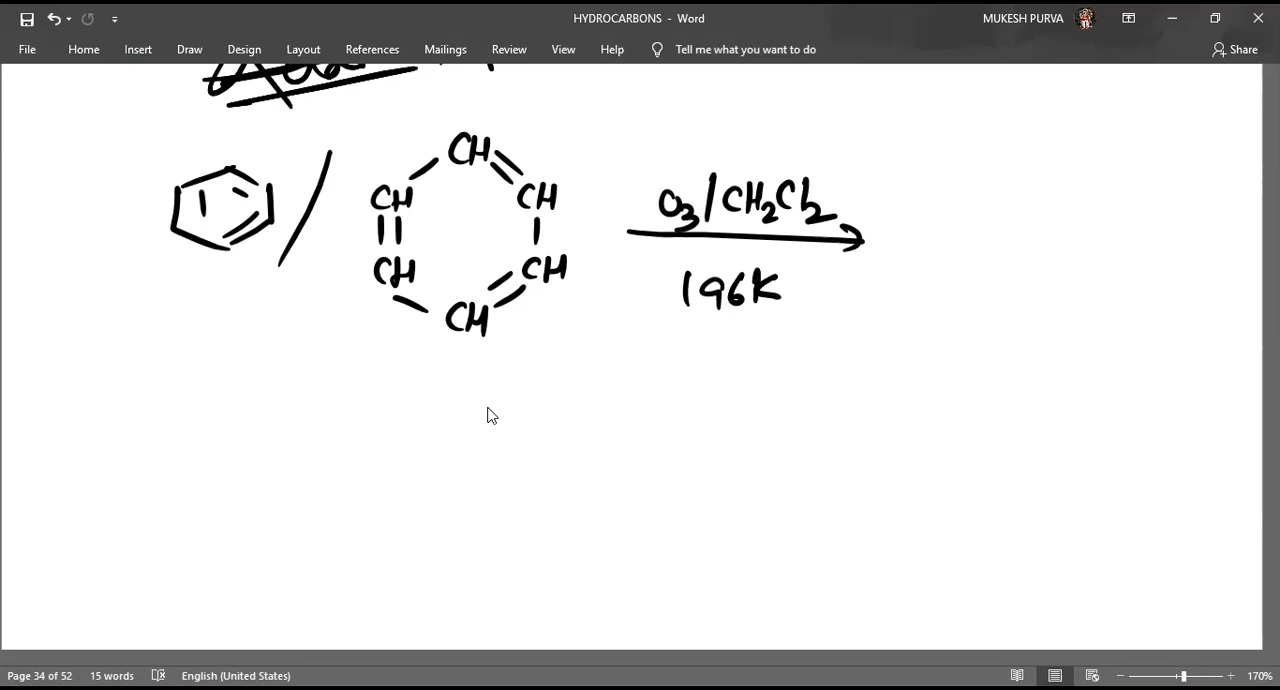 HYDROCARBONS - Word
MUKESH PURVA
File Home Insert Draw Design Layout References Mailings Review View Help Tell me what you want to do Share
CH
CH CH O3/CH2Cl2
CH CH 196K
CH
Page 34 of 52 15 words English (United States) 170%